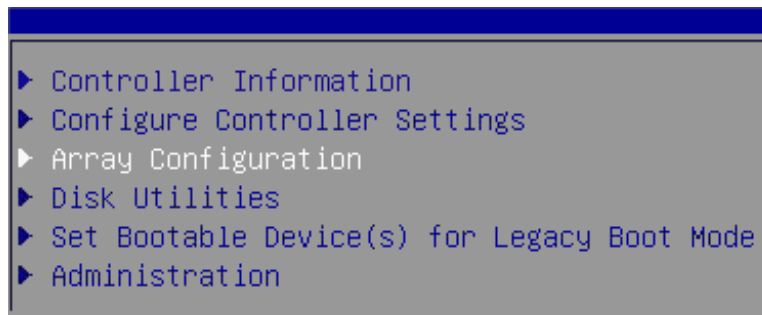 Controller Information
Configure Controller Settings
Array Configuration
Disk Utilities
Set Bootable Device(s) for Legacy Boot Mode
Administration